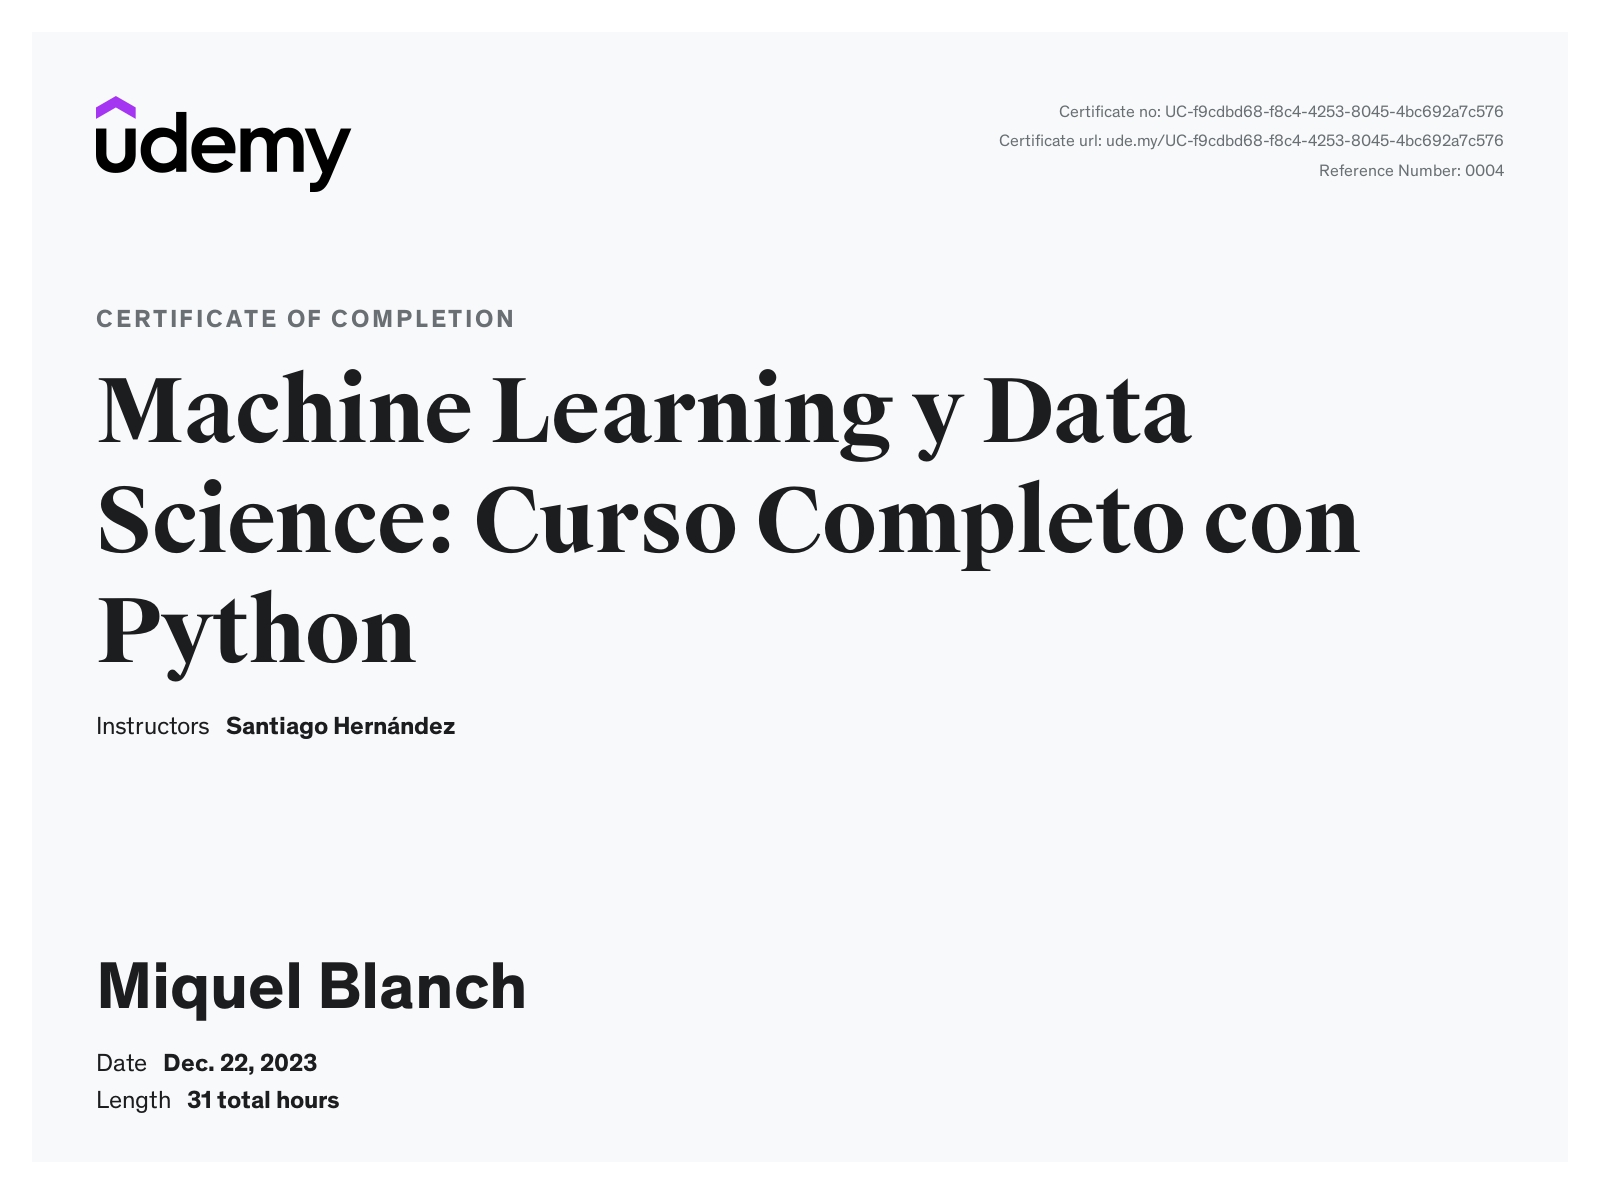 udemy
Certificate no: UC-f9cdbd68-f8c4-4253-8045-4bc692a7c576
Certificate url: ude.my/UC-f9cdbd68-f8c4-4253-8045-4bc692a7c576
Reference Number: 0004
CERTIFICATE OF COMPLETION
Machine Learning y Data
Science: Curso Completo con
Python
Instructors Santiago Hernández
Miquel Blanch
Date Dec. 22, 2023
Length 31 total hours